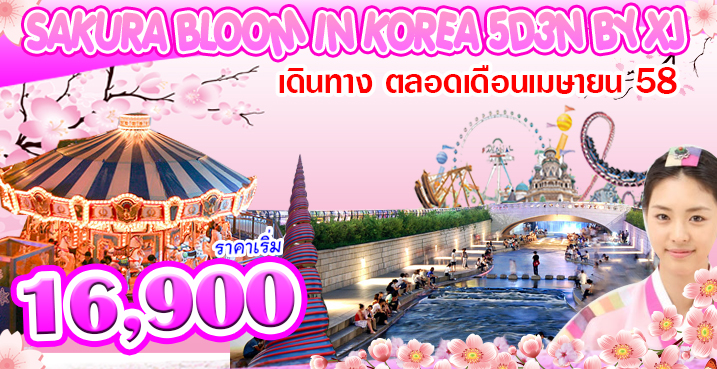 SAKURA BLOOM IN KOREA 5D3N BY XJ
เดินทาง ตลอดเดือนเมษายน 58
ราคาเริ่ม
16,900